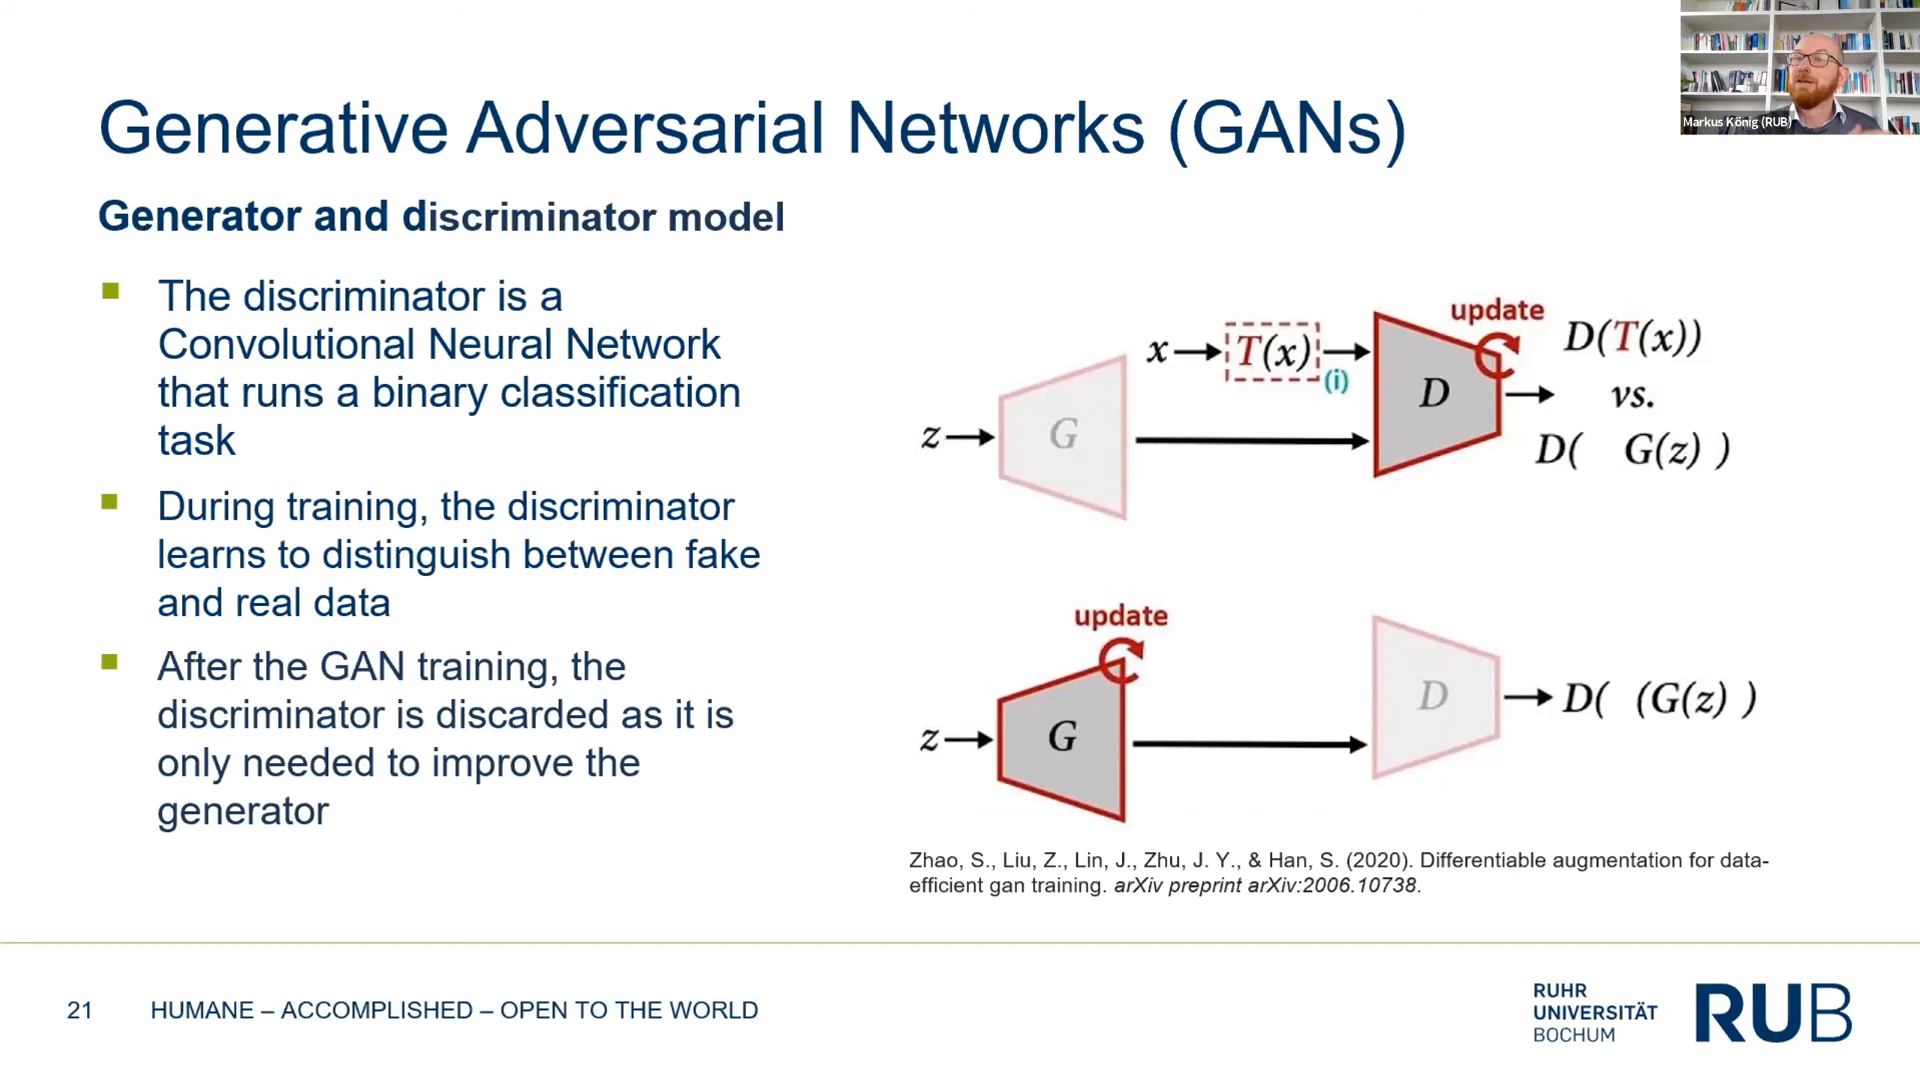 Generative Adversarial Networks (GANs)
Markus König (RUB)
Generator and discriminator model
The discriminator is a
Convolutional Neural Network
that runs a binary classification
task
During training, the discriminator
learns to distinguish between fake
and real data
After the GAN training, the
discriminator is discarded as it is
only needed to improve the
generator
update
x T(x) (i)
D
D(T(x))
vs.
D( G(z) )
z G
update
z G
D
D( (G(z) )
Zhao, S., Liu, Z., Lin, J., Zhu, J. Y., & Han, S. (2020). Differentiable augmentation for data-
efficient gan training. arXiv preprint arXiv:2006.10738.
21 HUMANE – ACCOMPLISHED – OPEN TO THE WORLD
RUHR
UNIVERSITÄT
BOCHUM
RUB